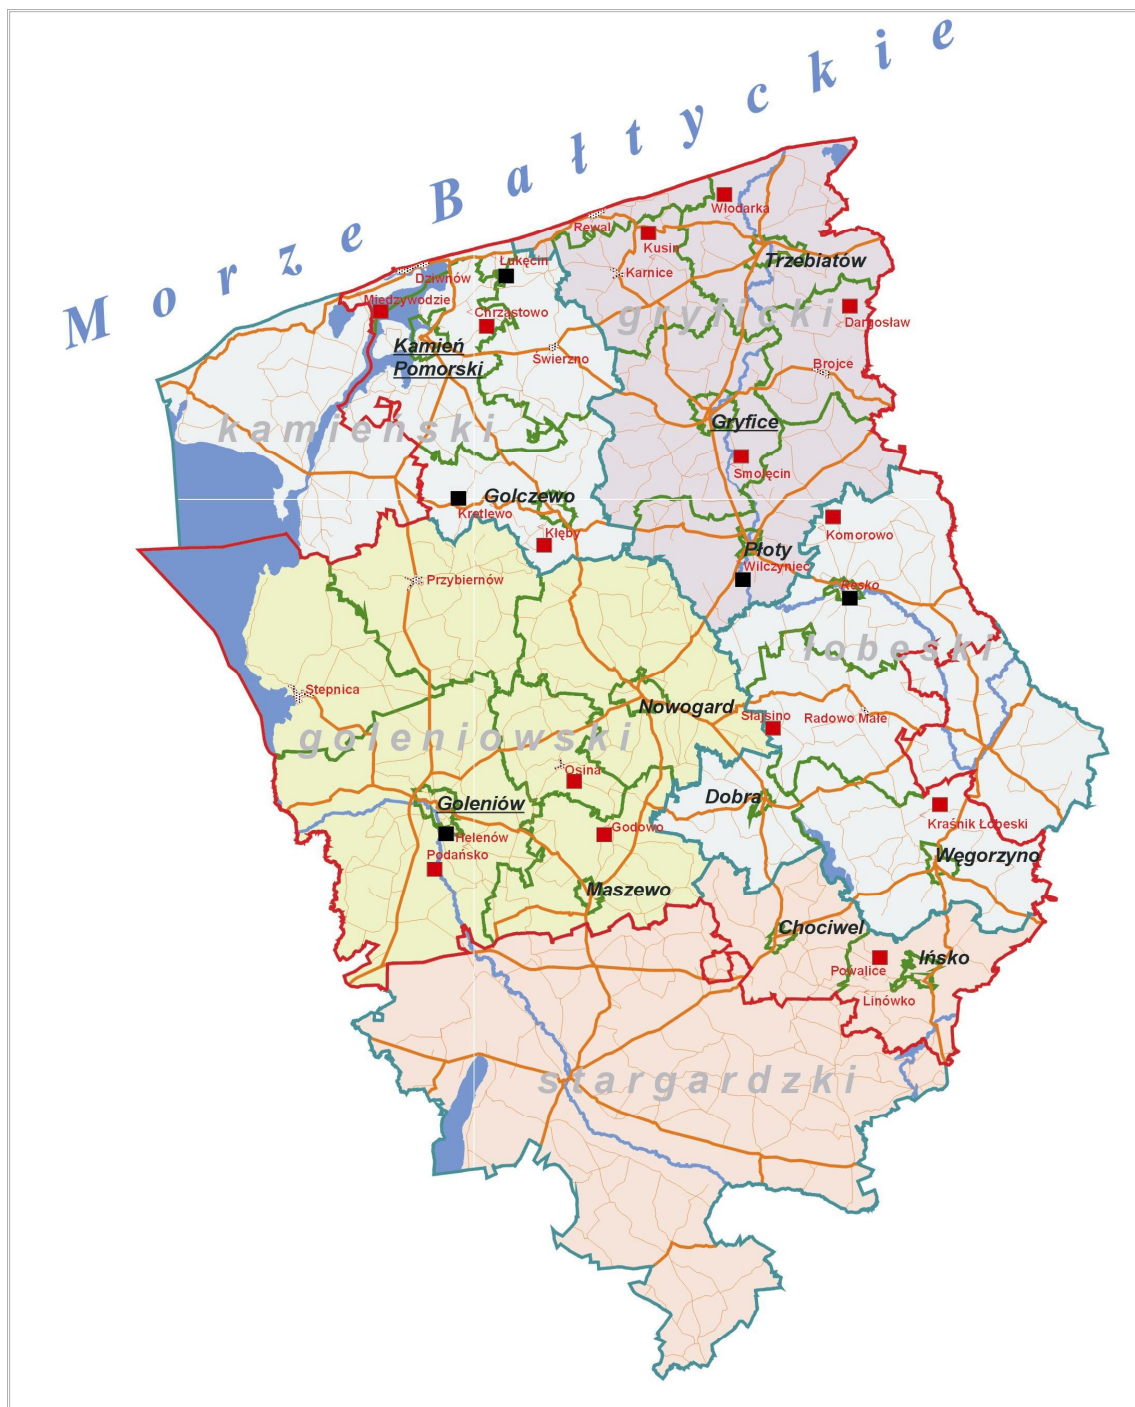 Morze Bałtyckie
Włodarka
Rewal
Kusin
Trzebiatów
Łukęcin
Karnice
Dziwnów
Międzywodzie
Chrząstowo
gryficki
Dargosław
Kamień
Pomorski
Świerzno
Brojce
Gryfice
kamieński
Smolęcin
Golczewo
Kretlewo
Kłęby
Komorowo
Płoty
Wilczyniec
Przybiernów
Resko
łobeski
Stepnica
Nowogard
Słajsino
Radowo Małe
goleniowski
Osina
Dobra
Goleniów
Kraśnik Łobeski
Helenów
Godowo
Podańsko
Węgorzyno
Maszewo
Chociwel
Ińsko
Powalice
Linówko
stargardzki